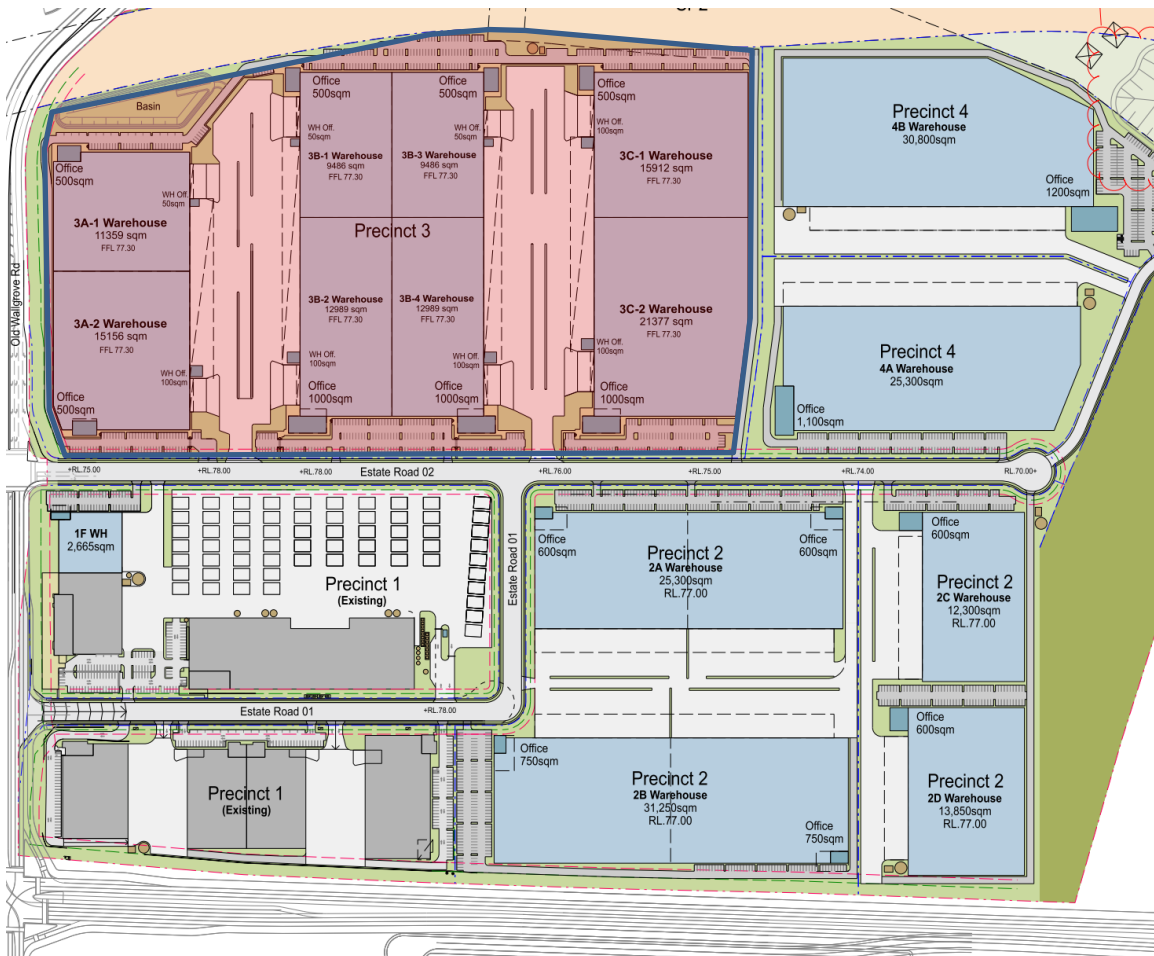 Basin
Office
500sqm
Office
500sqm
Office
500sqm
Office
500sqm
WH Off.
50sqm
WH Off.
50sqm
WH Off.
100sqm
3B-1 Warehouse
9486 sqm
FFL 77.30
3B-3 Warehouse
9486 sqm
FFL 77.30
3C-1 Warehouse
15912 sqm
FFL 77.30
Office
500sqm
WH Off.
50sqm
3A-1 Warehouse
11359 sqm
FFL 77.30
Precinct 3
Old Wallgrove Rd
3A-2 Warehouse
15156 sqm
FFL 77.30
3B-2 Warehouse
12989 sqm
FFL 77.30
3B-4 Warehouse
12989 sqm
FFL 77.30
3C-2 Warehouse
21377 sqm
FFL 77.30
WH Off.
100sqm
WH Off.
100sqm
WH Off.
100sqm
WH Off.
100sqm
Office
500sqm
Office
1000sqm
Office
1000sqm
Office
1000sqm
Precinct 4
4B Warehouse
30,800sqm
Office
1200sqm
Precinct 4
4A Warehouse
25,300sqm
Office
1,100sqm
+RL.75.00
+RL.78.00
+RL.78.00
Estate Road 02
+RL.76.00
+RL.75.00
+RL.74.00
RL.70.00+
1F WH
2,665sqm
Precinct 1
(Existing)
Estate Road 01
Office
600sqm
Office
600sqm
Precinct 2
2A Warehouse
25,300sqm
RL.77.00
Office
600sqm
Precinct 2
2C Warehouse
12,300sqm
RL.77.00
Estate Road 01
+RL.78.00
Precinct 1
(Existing)
Office
750sqm
Precinct 2
2B Warehouse
31,250sqm
RL.77.00
Office
750sqm
Office
600sqm
Precinct 2
2D Warehouse
13,850sqm
RL.77.00